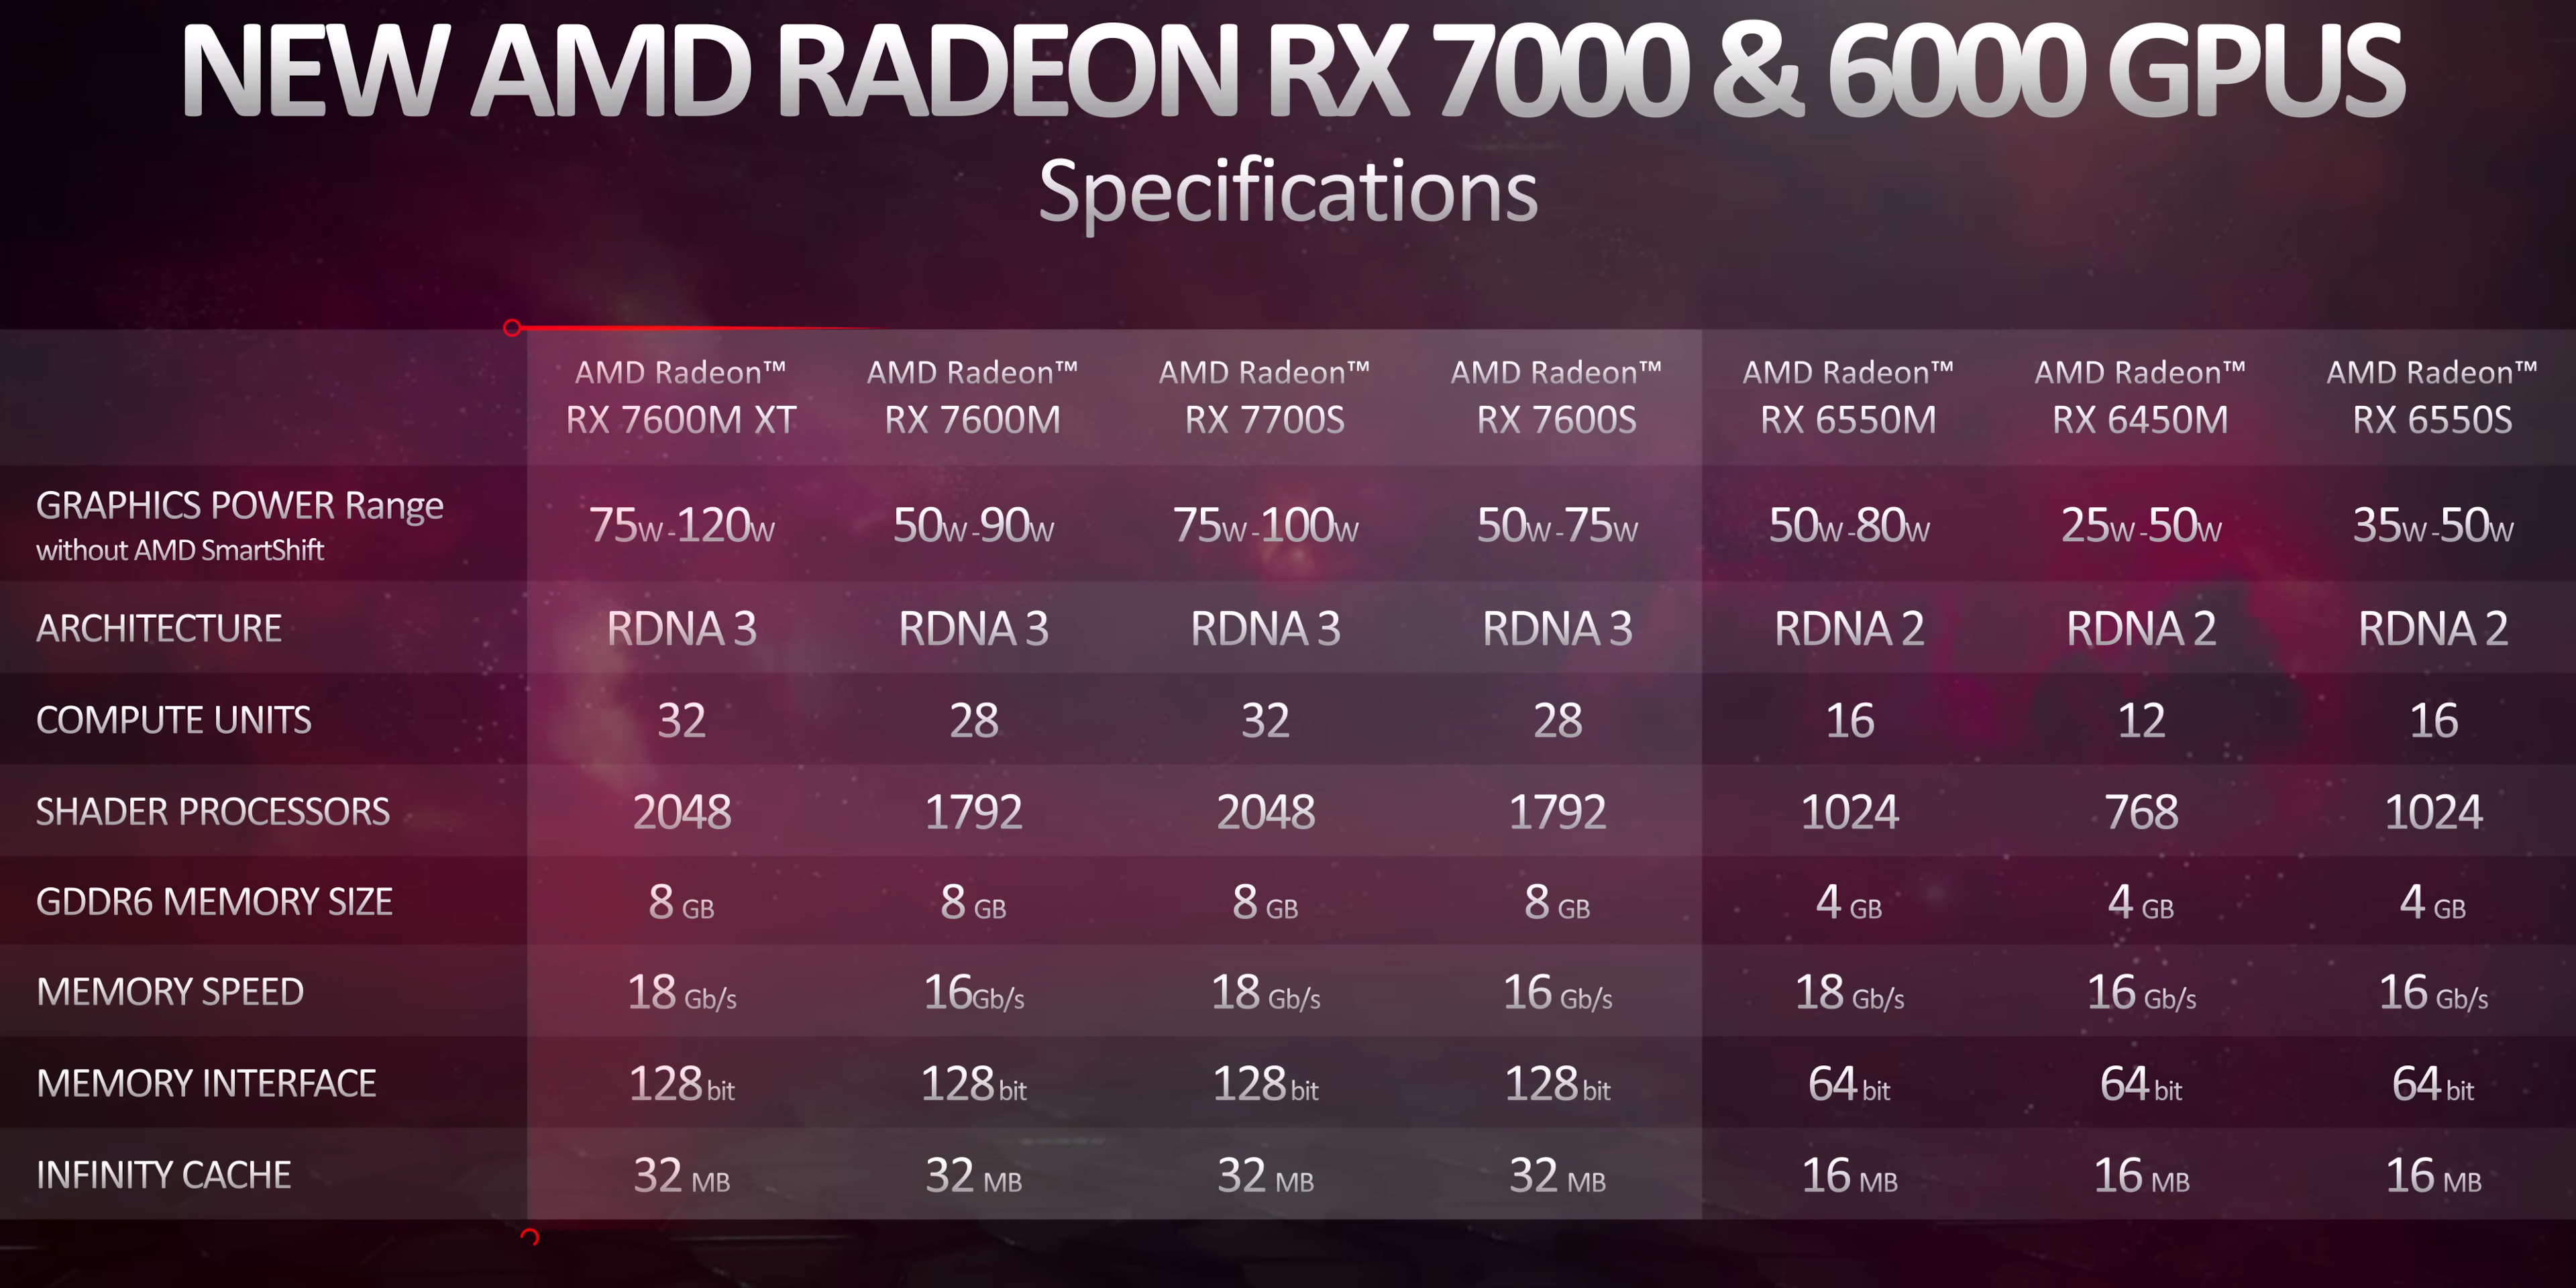 NEW AMD RADEON RX 7000 & 6000 GPUS
Specifications
AMD Radeon™ AMD Radeon™ AMD Radeon™ AMD Radeon™ AMD Radeon™ AMD Radeon™ AMD Radeon™
RX 7600M XT RX 7600M RX 7700S RX 7600S RX 6550M RX 6450M RX 6550S
GRAPHICS POWER Range
without AMD SmartShift
75W-120W 50W-90W 75W-100W 50W-75W 50W-80W 25W-50W 35W-50W
ARCHITECTURE RDNA 3 RDNA 3 RDNA 3 RDNA 3 RDNA 2 RDNA 2 RDNA 2
COMPUTE UNITS 32 28 32 28 16 12 16
SHADER PROCESSORS 2048 1792 2048 1792 1024 768 1024
GDDR6 MEMORY SIZE 8 GB 8 GB 8 GB 8 GB 4 GB 4 GB 4 GB
MEMORY SPEED 18 Gb/s 16Gb/s 18 Gb/s 16 Gb/s 18 Gb/s 16 Gb/s 16 Gb/s
MEMORY INTERFACE 128 bit 128 bit 128 bit 128 bit 64 bit 64 bit 64 bit
INFINITY CACHE 32 MB 32 MB 32 MB 32 MB 16 MB 16 MB 16 MB